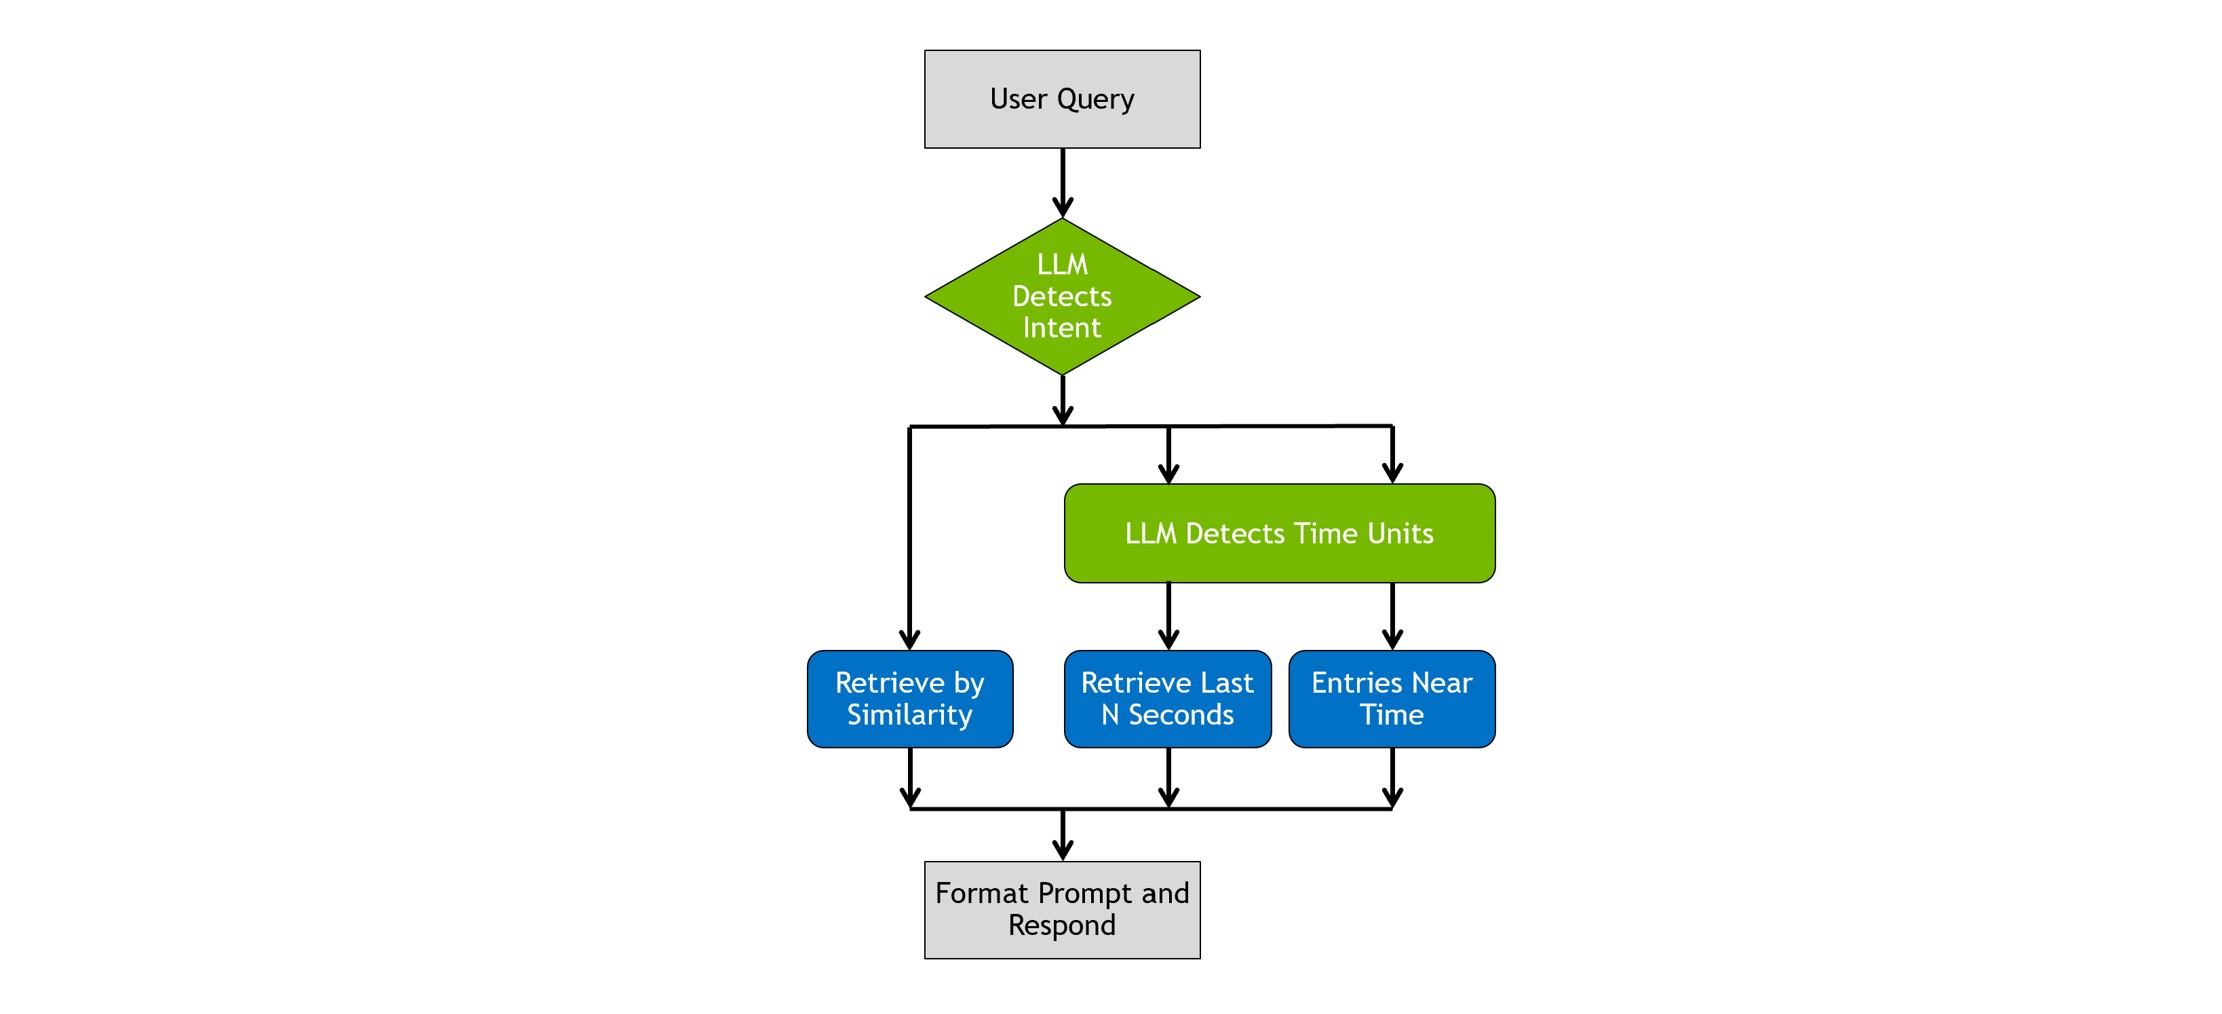 User Query
LLM
Detects
Intent
LLM Detects Time Units
Retrieve by
Similarity
Retrieve Last
N Seconds
Entries Near
Time
Format Prompt and
Respond